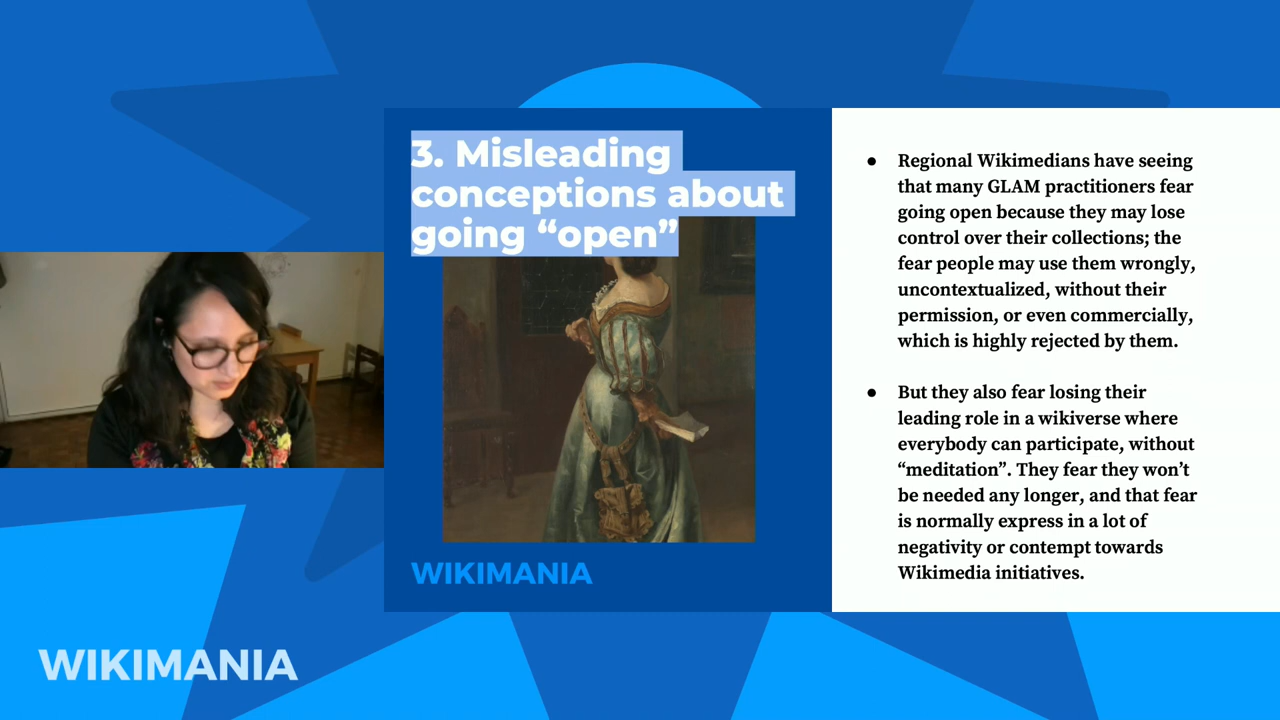 3. Misleading
conceptions about
going “open”
WIKIMANIA
● Regional Wikimedians have seeing
that many GLAM practitioners fear
going open because they may lose
control over their collections; the
fear people may use them wrongly,
uncontextualized, without their
permission, or even commercially,
which is highly rejected by them.
● But they also fear losing their
leading role in a wikiverse where
everybody can participate, without
“meditation”. They fear they won’t
be needed any longer, and that fear
is normally express in a lot of
negativity or contempt towards
Wikimedia initiatives.
WIKIMANIA